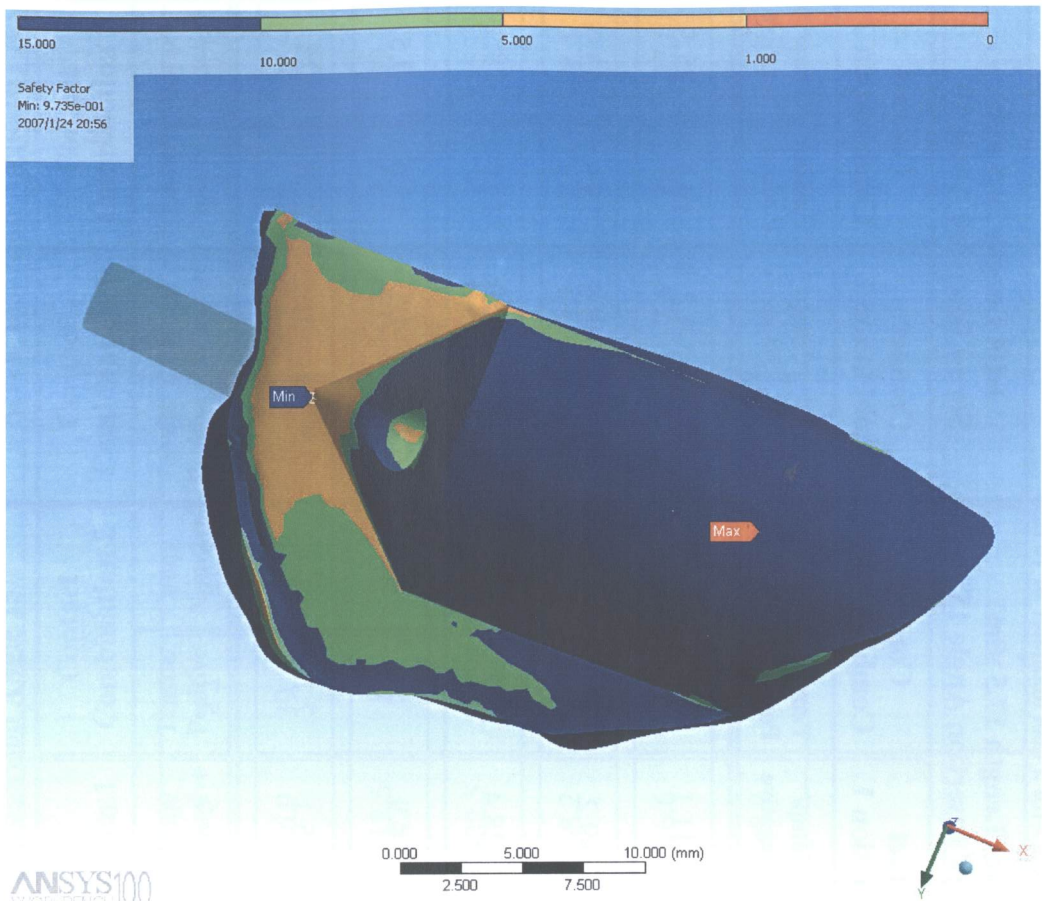 15.000 10.000 5.000 1.000 0
Safety Factor
Min: 9.735e-001
2007/1/24 20:56
Min
Max
0.000 5.000 10.000 (mm)
2.500 7.500
Z
X
Y
ANSYS100